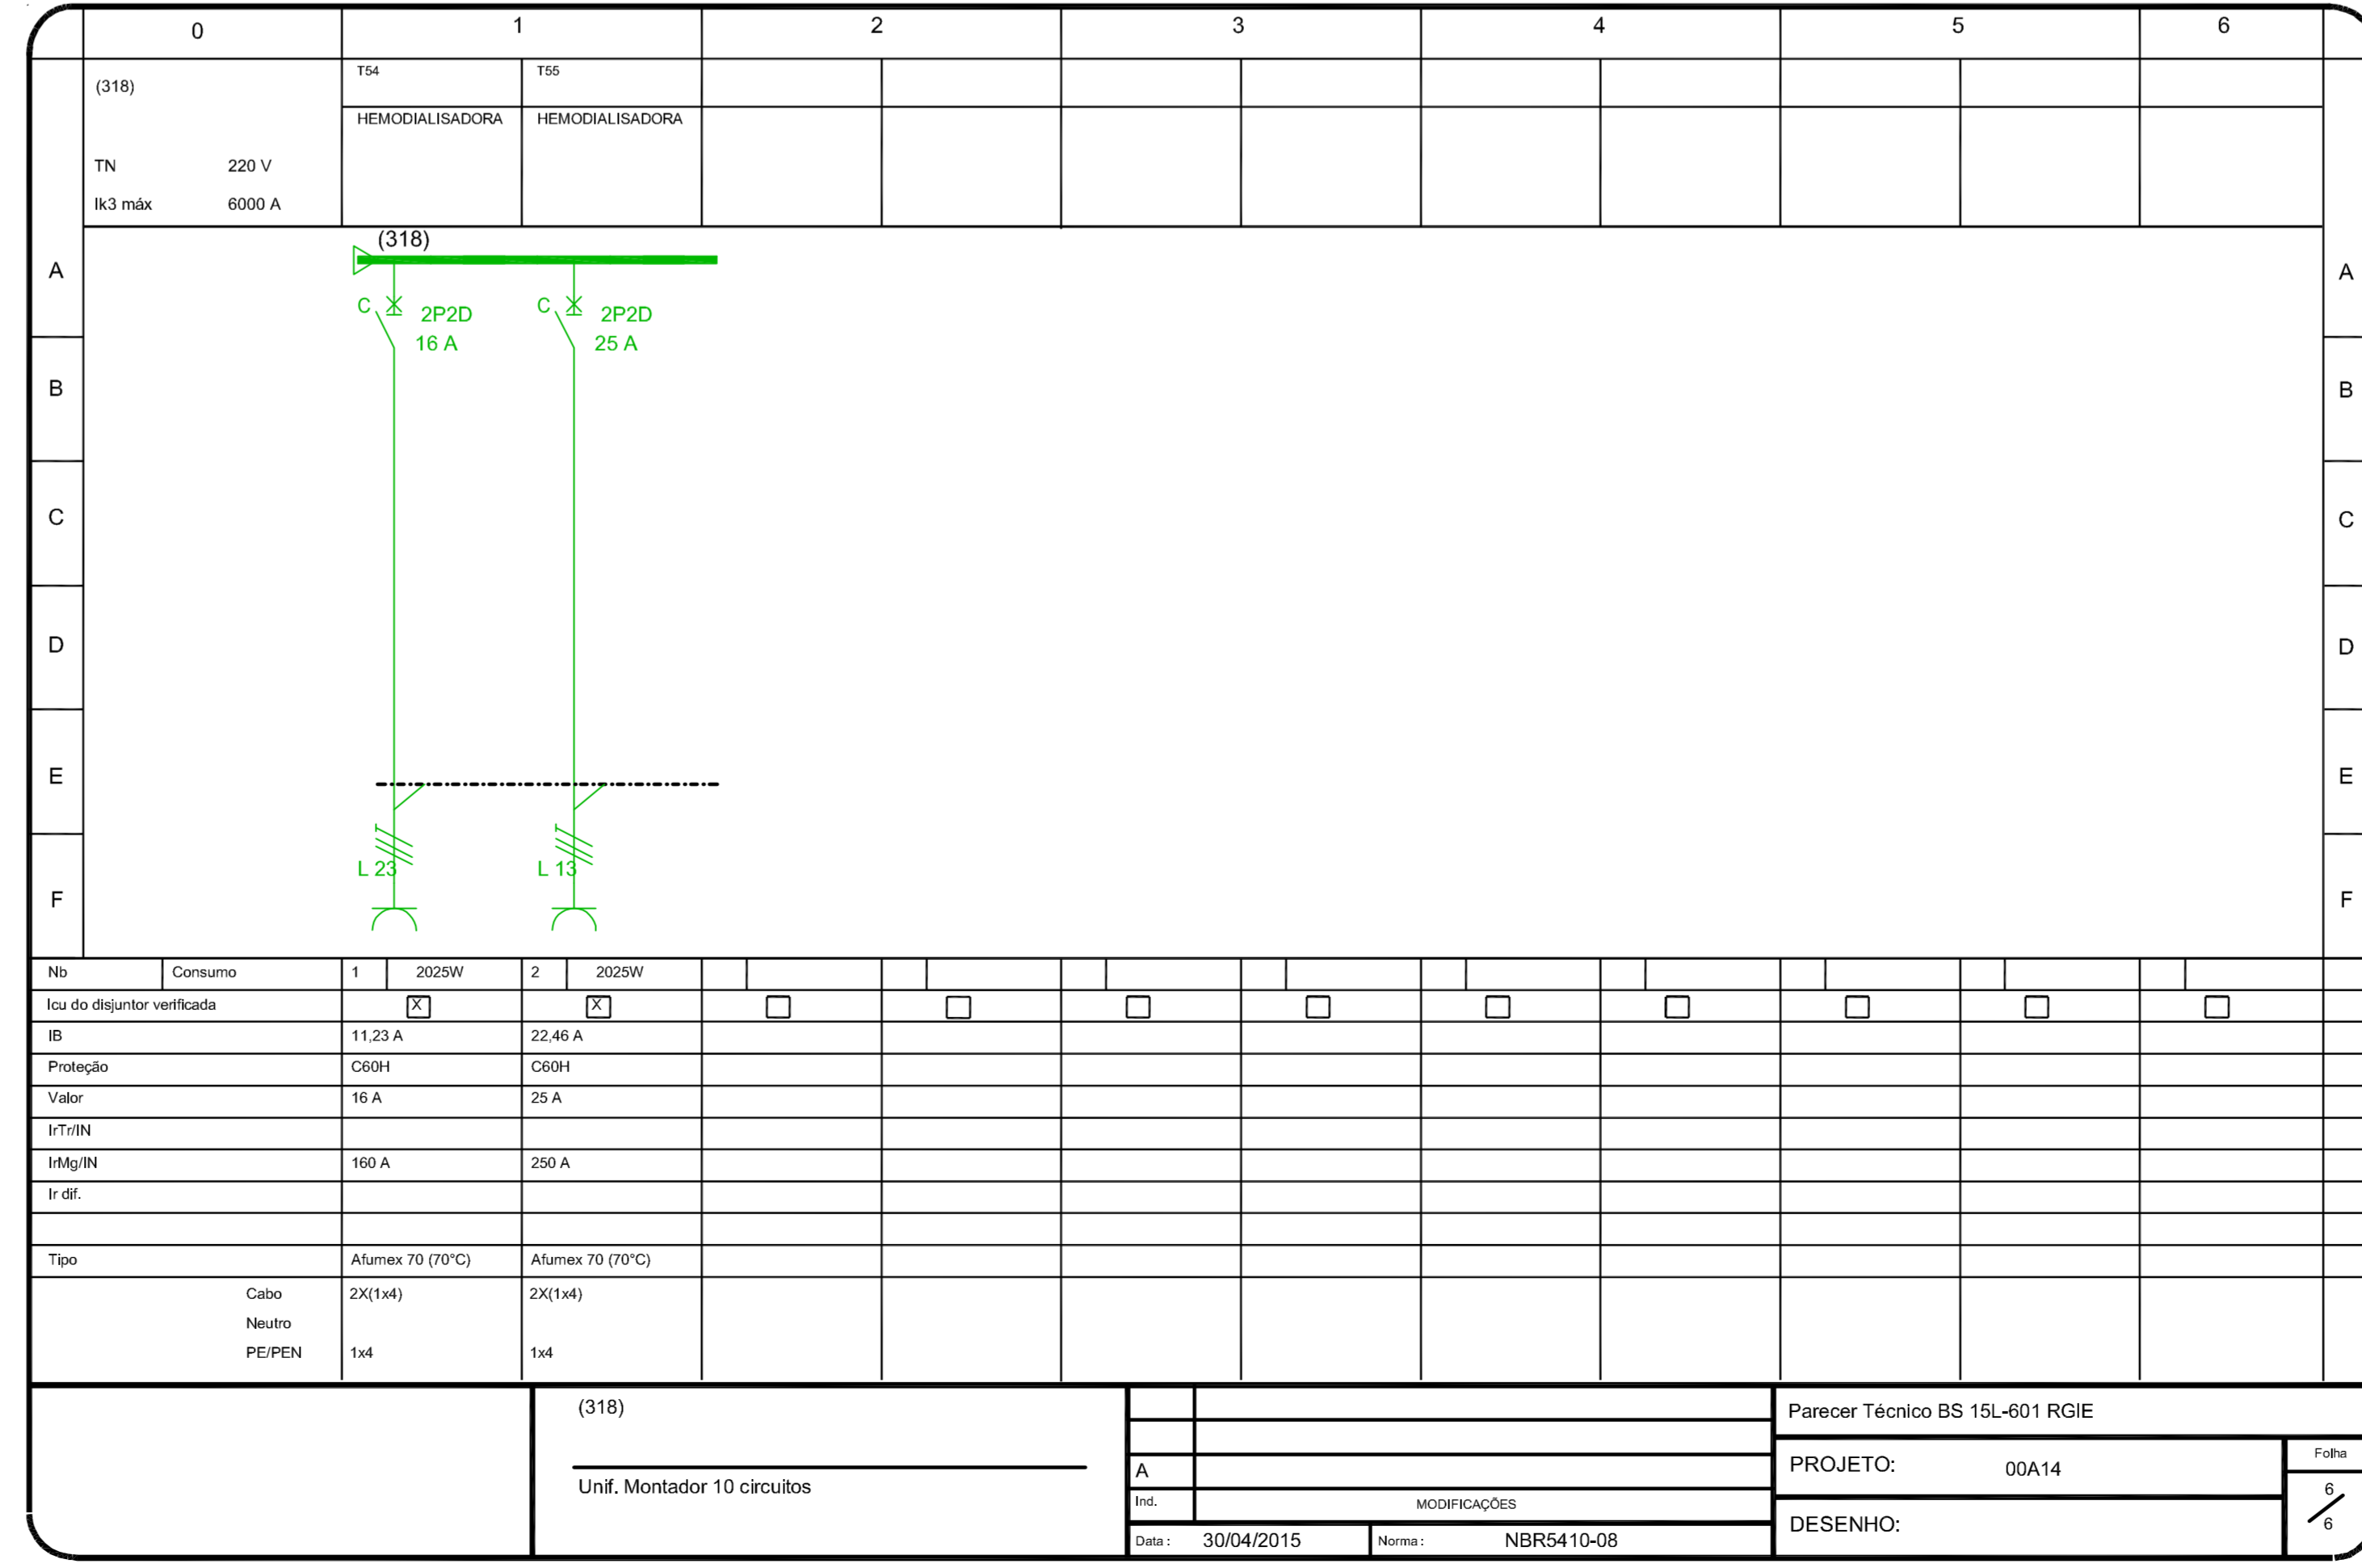 0 1 2 3 4 5 6
(318) T54 T55
HEMODIALISADORA HEMODIALISADORA
TN 220 V
Ik3 máx 6000 A
(318)
A A
C 2P2D C 2P2D
16 A 25 A
B B
C C
D D
E E
L 23 L 13
F F
Nb Consumo 1 2025W 2 2025W
Icu do disjuntor verificada X X
IB 11,23 A 22,46 A
Proteção C60H C60H
Valor 16 A 25 A
IrTr/IN
IrMg/IN 160 A 250 A
Ir dif.
Tipo Afumex 70 (70°C) Afumex 70 (70°C)
Cabo 2X(1x4) 2X(1x4)
Neutro
PE/PEN 1x4 1x4
(318)
Unif. Montador 10 circuitos
A
Ind. MODIFICAÇÕES
Data : 30/04/2015 Norma : NBR5410-08
Parecer Técnico BS 15L-601 RGIE
PROJETO: 00A14
DESENHO:
Folha
6
6